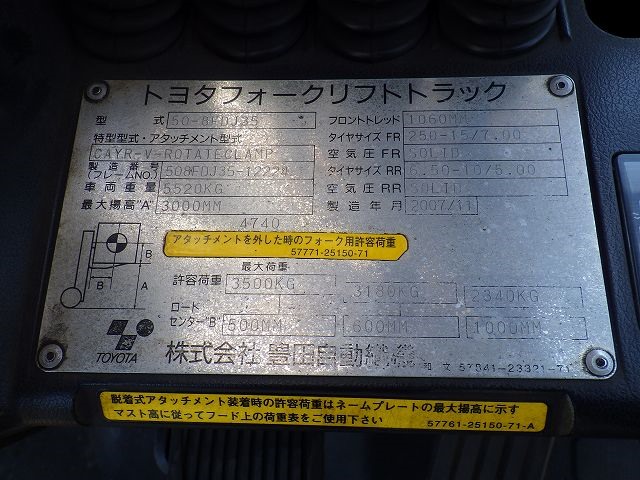 トヨタフォークリフトトラック
型 式 50-8FDJ35 フロントトレッド 1060MM
特型型式・アタッチメント型式 タイヤサイズ FR 250-15/7.00
CAYR-V-ROTATECLAMP 空気圧 FR SOLID
製造番号 (フレームNO.) 508FDJ35-12220 タイヤサイズ RR 6.50-10/5.00
車両重量 5520KG 空気圧 RR SOLID
最大揚高"A" 3000MM 製造年月 2007/11
4740
アタッチメントを外した時のフォーク用許容荷重
57771-25150-71
最大荷重
許容荷重 3500KG 3180KG 2340KG
ロード
センター"B" 500MM 600MM 1000MM
B
B
A
TOYOTA 株式会社 豊田自動織機 和文 57841-23321-71
脱着式アタッチメント装着時の許容荷重はネームプレートの最大揚高に示す
マスト高に従ってフード上の荷重表をご使用下さい 57761-25150-71-A